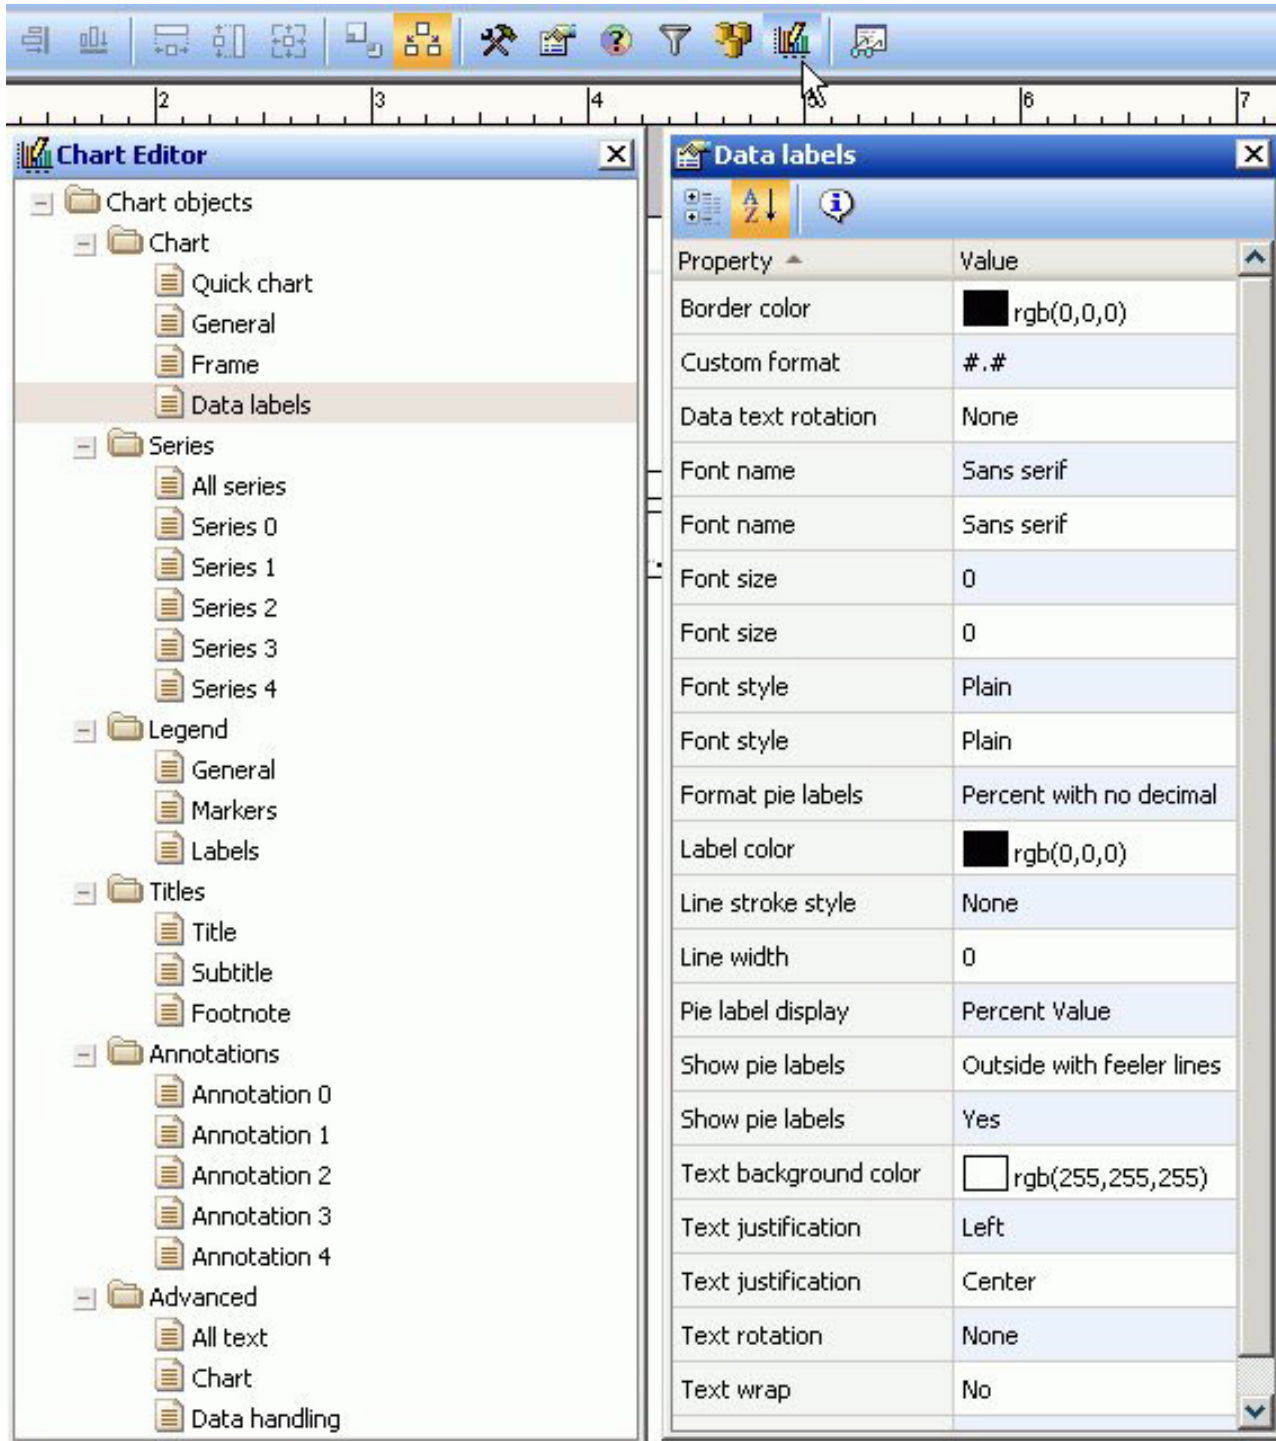 2 3 4 6 7
Chart Editor
Chart objects
Chart
Quick chart
General
Frame
Data labels
Series
All series
Series 0
Series 1
Series 2
Series 3
Series 4
Legend
General
Markers
Labels
Titles
Title
Subtitle
Footnote
Annotations
Annotation 0
Annotation 1
Annotation 2
Annotation 3
Annotation 4
Advanced
All text
Chart
Data handling
Data labels
Property Value
Border color rgb(0,0,0)
Custom format #.#
Data text rotation None
Font name Sans serif
Font name Sans serif
Font size 0
Font size 0
Font style Plain
Font style Plain
Format pie labels Percent with no decimal
Label color rgb(0,0,0)
Line stroke style None
Line width 0
Pie label display Percent Value
Show pie labels Outside with feeler lines
Show pie labels Yes
Text background color rgb(255,255,255)
Text justification Left
Text justification Center
Text rotation None
Text wrap No